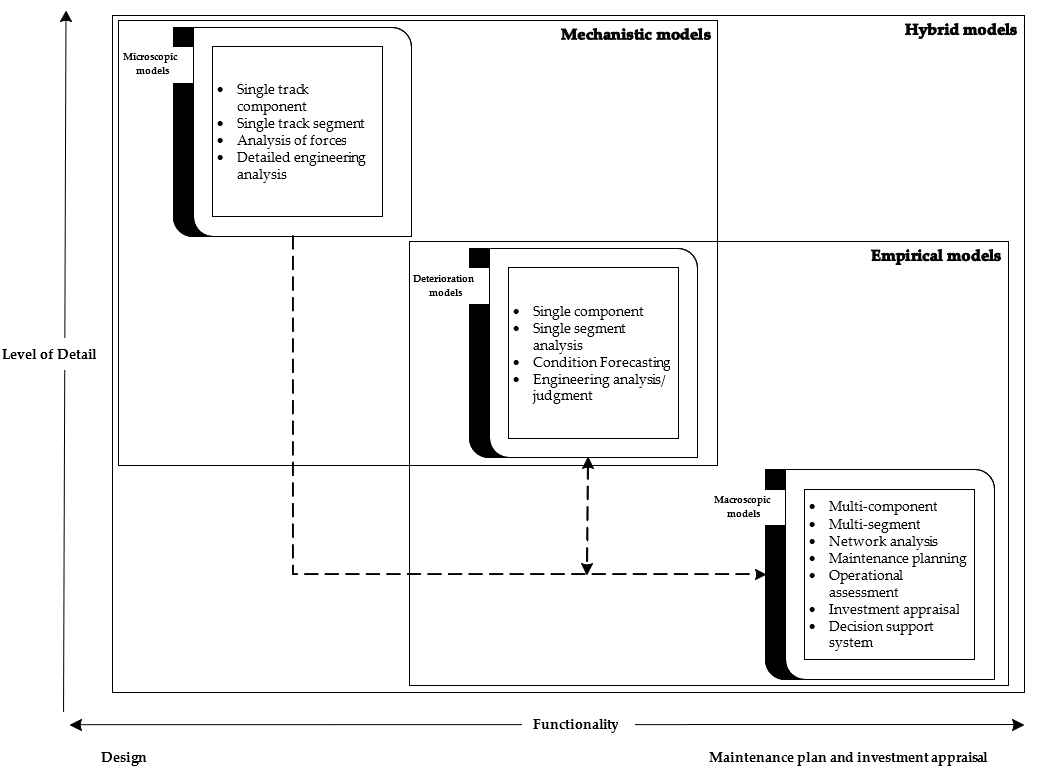 Hybrid models
Mechanistic models
Microscopic
models
• Single track
component
• Single track segment
• Analysis of forces
• Detailed engineering
analysis
Empirical models
Deterioration
models
• Single component
• Single segment
analysis
• Condition Forecasting
• Engineering analysis/
judgment
Level of Detail
Macroscopic
models
• Multi-component
• Multi-segment
• Network analysis
• Maintenance planning
• Operational
assessment
• Investment appraisal
• Decision support
system
Functionality
Design
Maintenance plan and investment appraisal